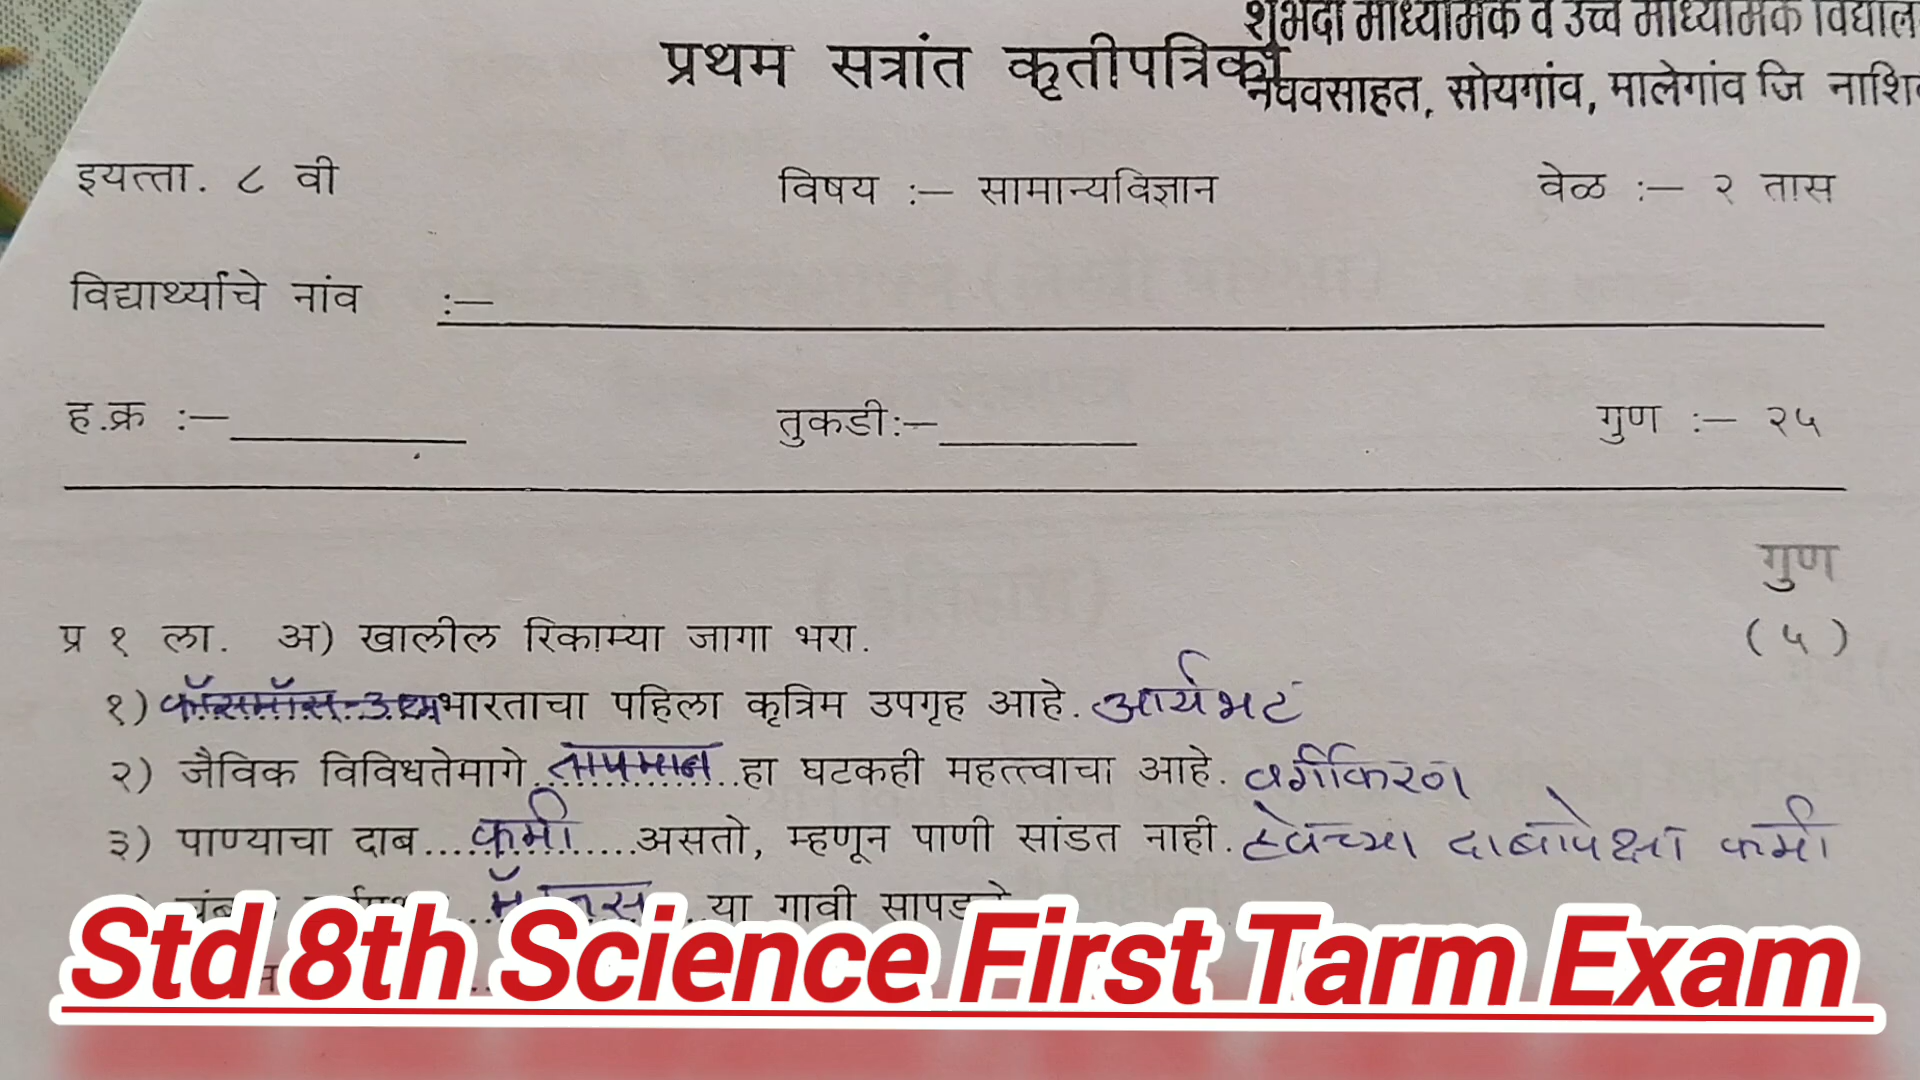 शुभदा माध्यमिक व उच्च माध्यमिक विद्याल
प्रथम सत्रांत कृतीपत्रिका
नववसाहत, सोयगांव, मालेगांव जि नाशि
इयत्ता. ८ वी विषय :– सामान्यविज्ञान वेळ :– २ तास
विद्यार्थ्याचे नांव :–
ह.क्र :– तुकडी:– गुण :– २५
गुण
प्र १ ला. अ) खालील रिकाम्या जागा भरा. (५)
१) भारताचा पहिला कृत्रिम उपगृह आहे. आर्यभट
२) जैविक विविधतेमागे..तापमान..हा घटकही महत्त्वाचा आहे. वर्गीकरण
३) पाण्याचा दाब....कमी....असतो, म्हणून पाणी सांडत नाही. हवेच्या दाबापेक्षा कमी
या गावी सापडते
Std 8th Science First Tarm Exam